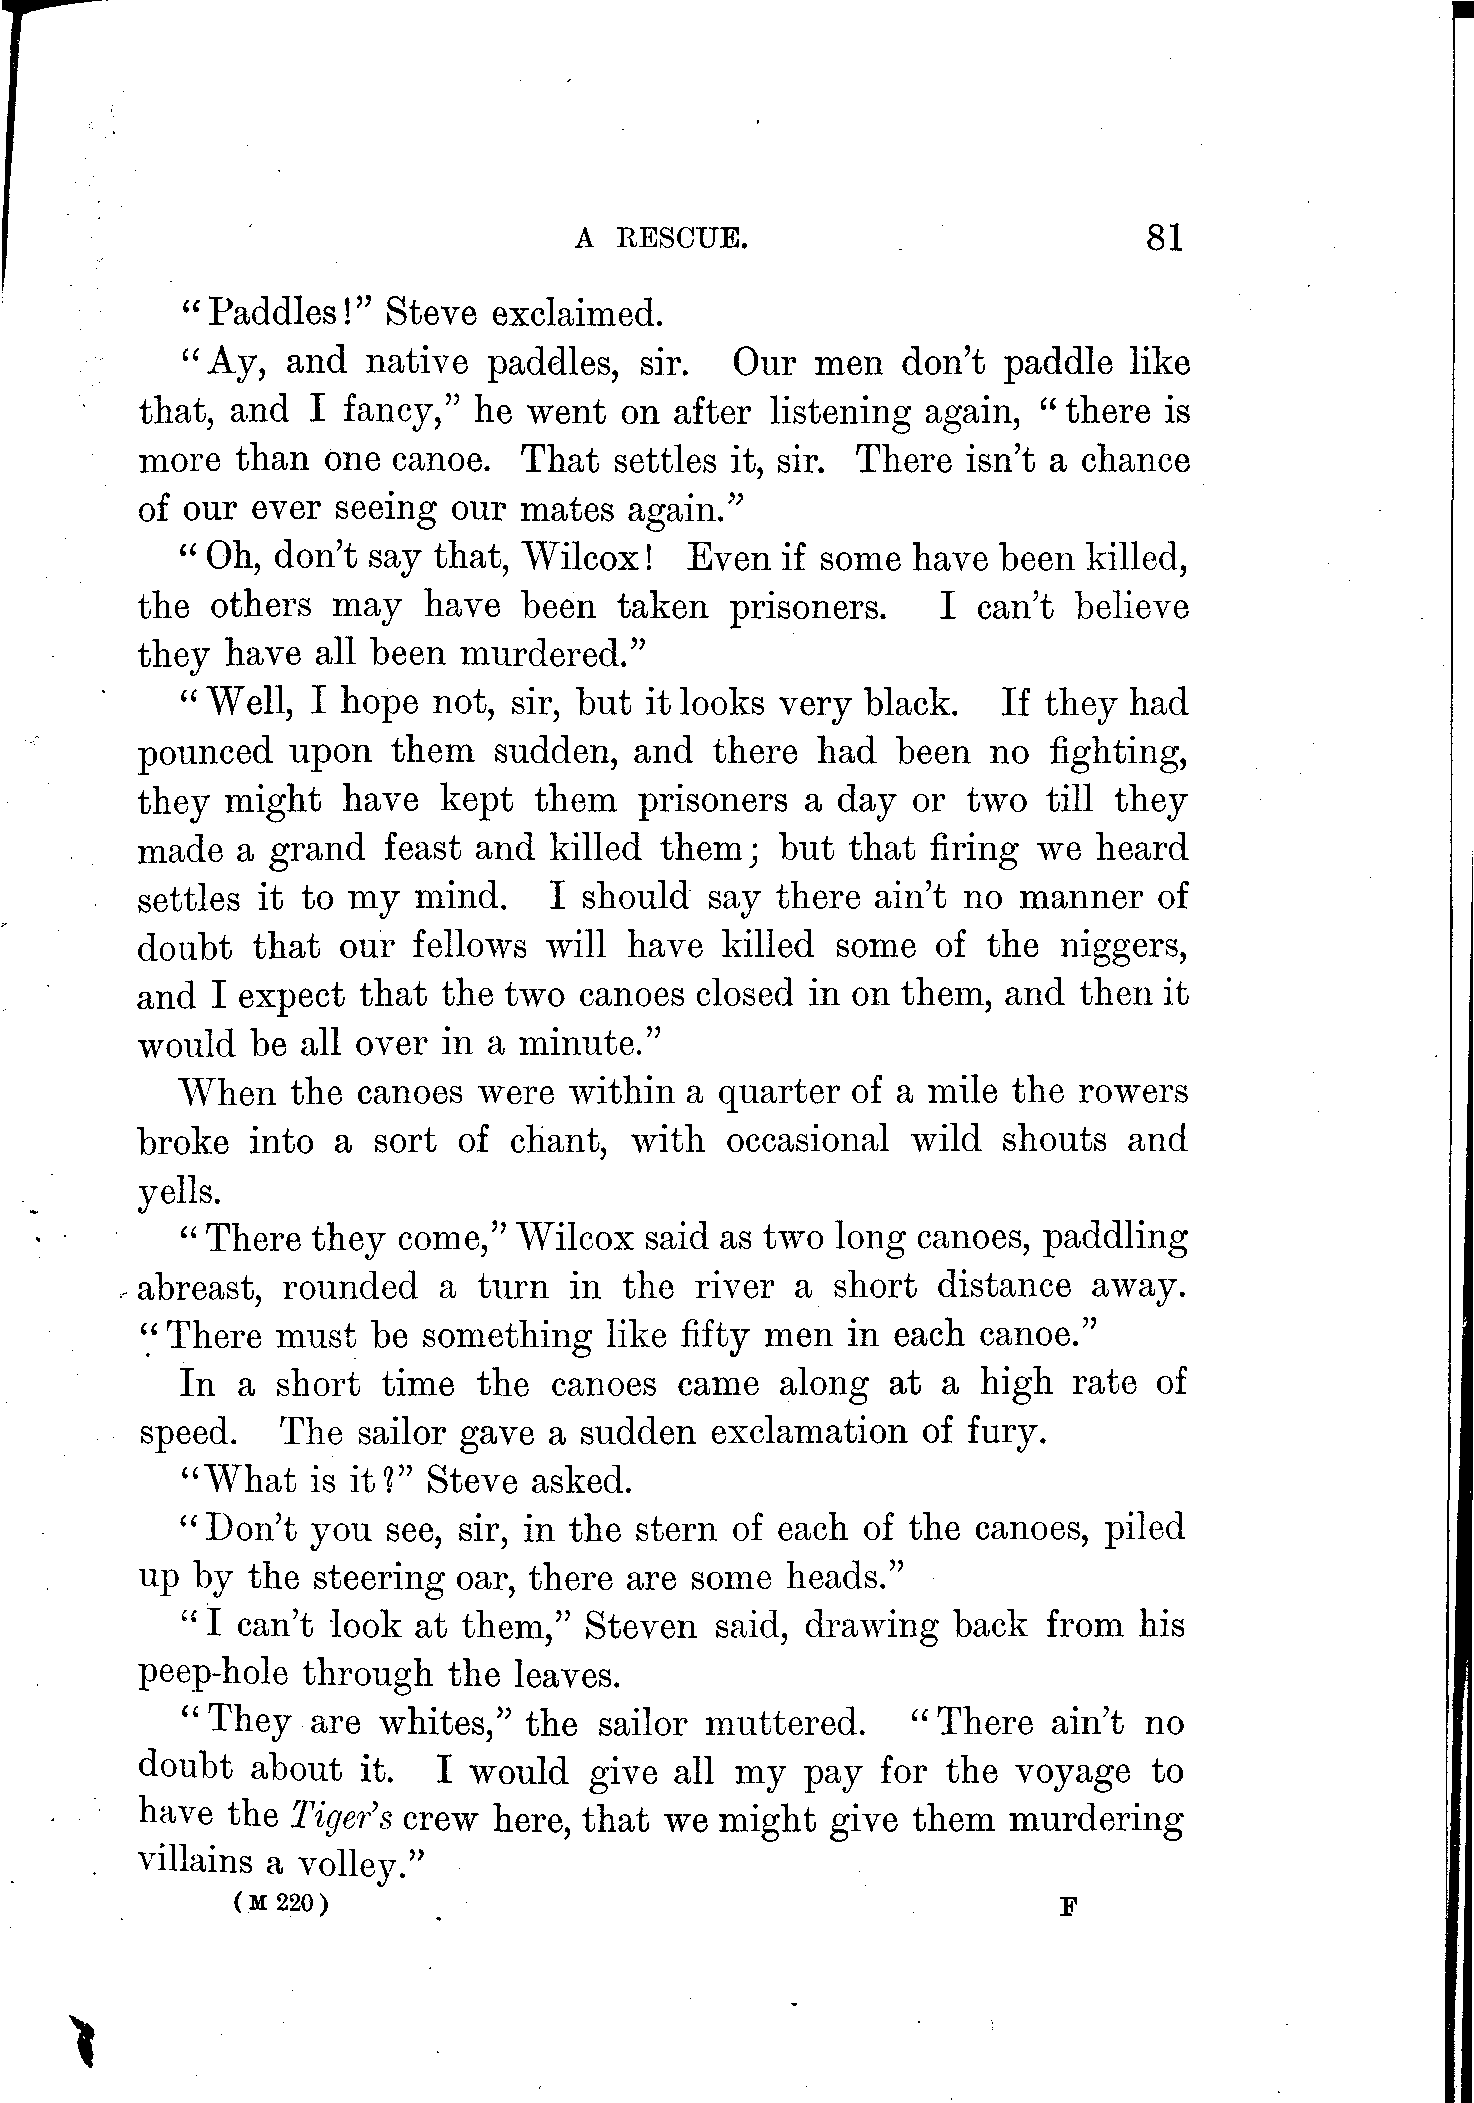 A RESCUE. 81
"Paddles!" Steve exclaimed.
"Ay, and native paddles, sir. Our men don't paddle like
that, and I fancy," he went on after listening again, "there is
more than one canoe. That settles it, sir. There isn't a chance
of our ever seeing our mates again."
"Oh, don't say that, Wilcox! Even if some have been killed,
the others may have been taken prisoners. I can't believe
they have all been murdered."
"Well, I hope not, sir, but it looks very black. If they had
pounced upon them sudden, and there had been no fighting,
they might have kept them prisoners a day or two till they
made a grand feast and killed them; but that firing we heard
settles it to my mind. I should say there ain't no manner of
doubt that our fellows will have killed some of the niggers,
and I expect that the two canoes closed in on them, and then it
would be all over in a minute."
When the canoes were within a quarter of a mile the rowers
broke into a sort of chant, with occasional wild shouts and
yells.
"There they come," Wilcox said as two long canoes, paddling
abreast, rounded a turn in the river a short distance away.
"There must be something like fifty men in each canoe."
In a short time the canoes came along at a high rate of
speed. The sailor gave a sudden exclamation of fury.
"What is it?" Steve asked.
"Don't you see, sir, in the stern of each of the canoes, piled
up by the steering oar, there are some heads."
"I can't look at them," Steven said, drawing back from his
peep-hole through the leaves.
"They are whites," the sailor muttered. "There ain't no
doubt about it. I would give all my pay for the voyage to
have the Tiger's crew here, that we might give them murdering
villains a volley."
(M 220) F